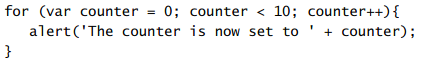 for (var counter = 0; counter < 10; counter++){
   alert('The counter is now set to ' + counter);
}